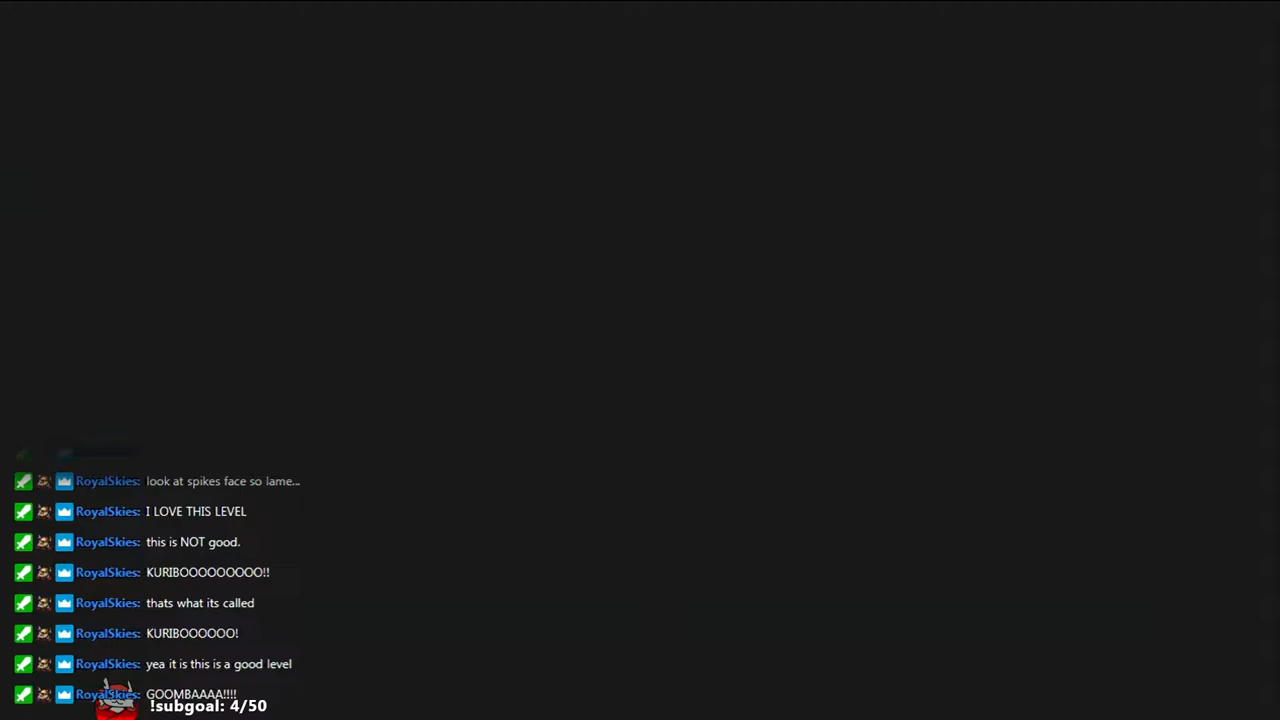 RoyalSkies: look at spikes face so lame...
RoyalSkies: I LOVE THIS LEVEL
RoyalSkies: this is NOT good.
RoyalSkies: KURIBOOOOOOOOO!!
RoyalSkies: thats what its called
RoyalSkies: KURIBOOOOOO!
RoyalSkies: yea it is this is a good level
RoyalSkies: GOOMBAAAA!!!!
!subgoal: 4/50